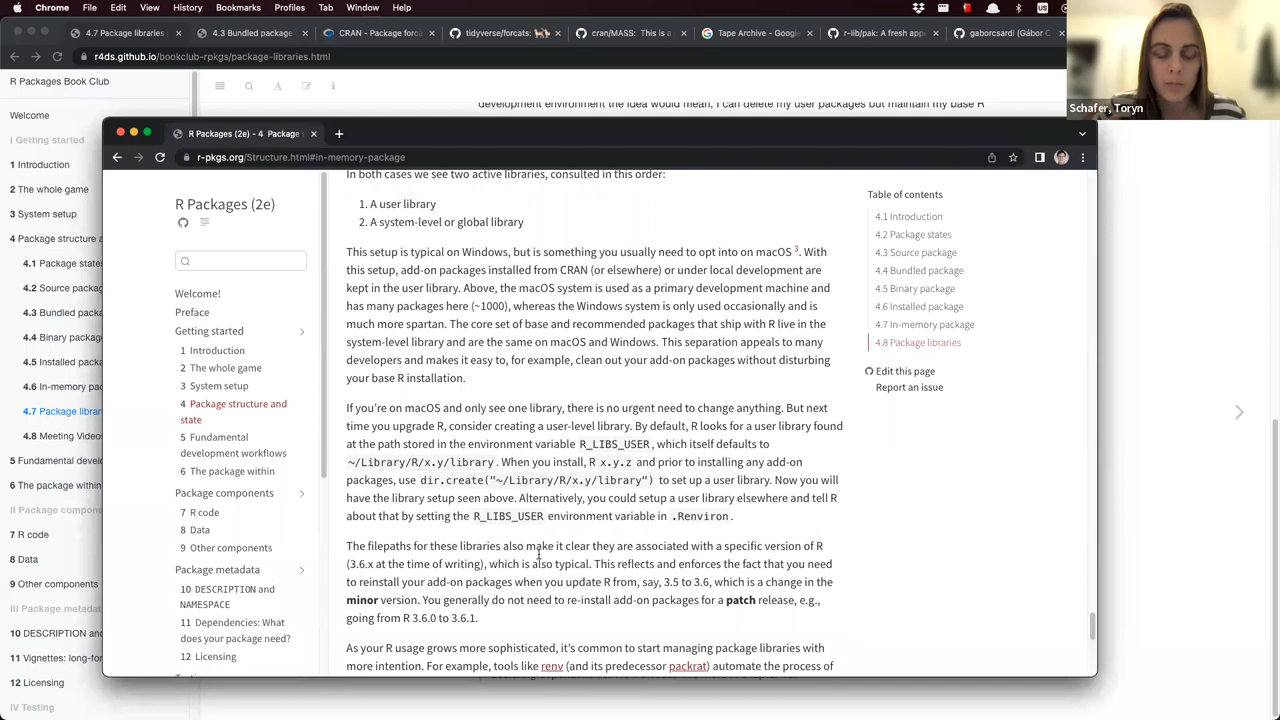 Chrome File Edit View History Bookmarks Profiles Tab Window Help
4.7 Package libraries
4.3 Bundled package
CRAN - Package forca
tidyverse/forcats:
cran/MASS: This is a
Tape Archive - Google
r-lib/pak: A fresh app
gaborcsardi (Gábor C
r4ds.github.io/bookclub-rpkgs/package-libraries.html
Schafer, Toryn
R Packages Book Club
development environment the idea would mean, I can delete my user packages but maintain my base R
Welcome
I Getting started
1 Introduction
2 The whole game
3 System setup
4 Package structure a
4.1 Package states
4.2 Source packag
4.3 Bundled packa
4.4 Binary package
4.5 Installed packa
4.6 In-memory pa
4.7 Package librar
4.8 Meeting Video
5 Fundamental devel
6 The package within
II Package componen
7 R code
8 Data
9 Other components
III Package metadata
10 DESCRIPTION and
11 Vignettes: long-for
12 Licensing
IV Testing
R Packages (2e) - 4 Package s
r-pkgs.org/Structure.html#in-memory-package
R Packages (2e)
Welcome!
Preface
Getting started
1 Introduction
2 The whole game
3 System setup
4 Package structure and
state
5 Fundamental
development workflows
6 The package within
Package components
7 R code
8 Data
9 Other components
Package metadata
10 DESCRIPTION and
NAMESPACE
11 Dependencies: What
does your package need?
12 Licensing
In both cases we see two active libraries, consulted in this order:
1. A user library
2. A system-level or global library
This setup is typical on Windows, but is something you usually need to opt into on macOS 3. With
this setup, add-on packages installed from CRAN (or elsewhere) or under local development are
kept in the user library. Above, the macOS system is used as a primary development machine and
has many packages here (~1000), whereas the Windows system is only used occasionally and is
much more spartan. The core set of base and recommended packages that ship with R live in the
system-level library and are the same on macOS and Windows. This separation appeals to many
developers and makes it easy to, for example, clean out your add-on packages without disturbing
your base R installation.
If you’re on macOS and only see one library, there is no urgent need to change anything. But next
time you upgrade R, consider creating a user-level library. By default, R looks for a user library found
at the path stored in the environment variable R_LIBS_USER, which itself defaults to
~/Library/R/x.y/library. When you install, R x.y.z and prior to installing any add-on
packages, use dir.create("~/Library/R/x.y/library") to set up a user library. Now you will
have the library setup seen above. Alternatively, you could setup a user library elsewhere and tell R
about that by setting the R_LIBS_USER environment variable in .Renviron.
The filepaths for these libraries also make it clear they are associated with a specific version of R
(3.6.x at the time of writing), which is also typical. This reflects and enforces the fact that you need
to reinstall your add-on packages when you update R from, say, 3.5 to 3.6, which is a change in the
minor version. You generally do not need to re-install add-on packages for a patch release, e.g.,
going from R 3.6.0 to 3.6.1.
As your R usage grows more sophisticated, it’s common to start managing package libraries with
more intention. For example, tools like renv (and its predecessor packrat) automate the process of
Table of contents
4.1 Introduction
4.2 Package states
4.3 Source package
4.4 Bundled package
4.5 Binary package
4.6 Installed package
4.7 In-memory package
4.8 Package libraries
Edit this page
Report an issue